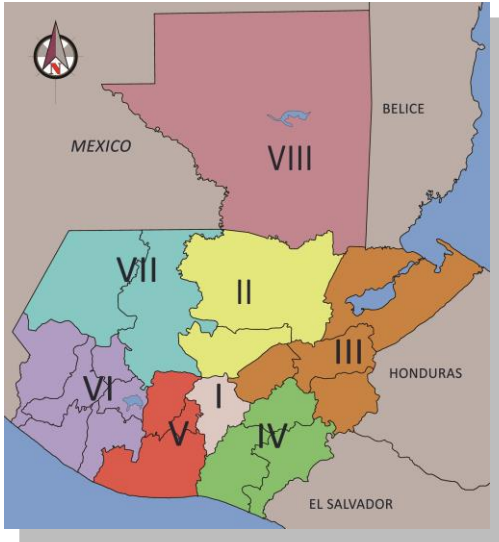 N
BELICE
MEXICO
VIII
VII
II
III
HONDURAS
VI
I
V
IV
EL SALVADOR